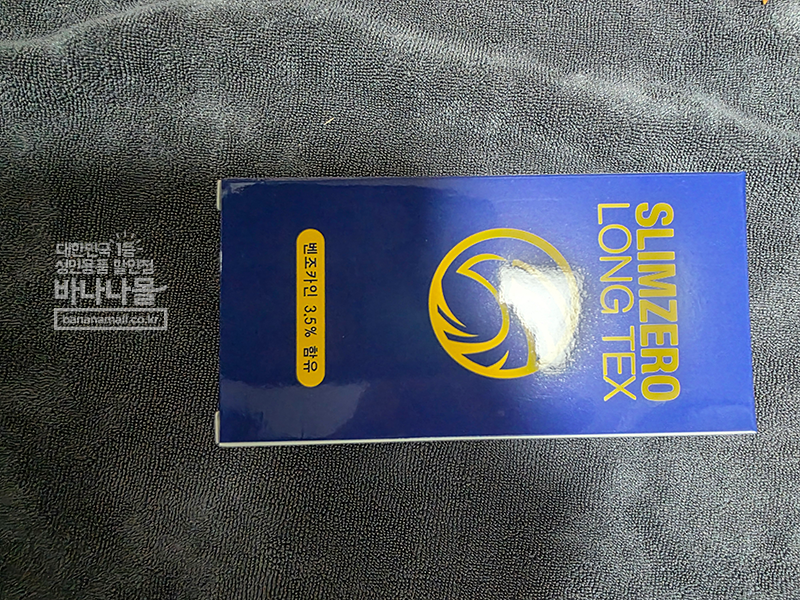 SLIMZERO
LONG TEX
벤조카인 3.5% 함유
대한민국 1등
성인용품 할인점
바나나몰
bananamall.co.kr